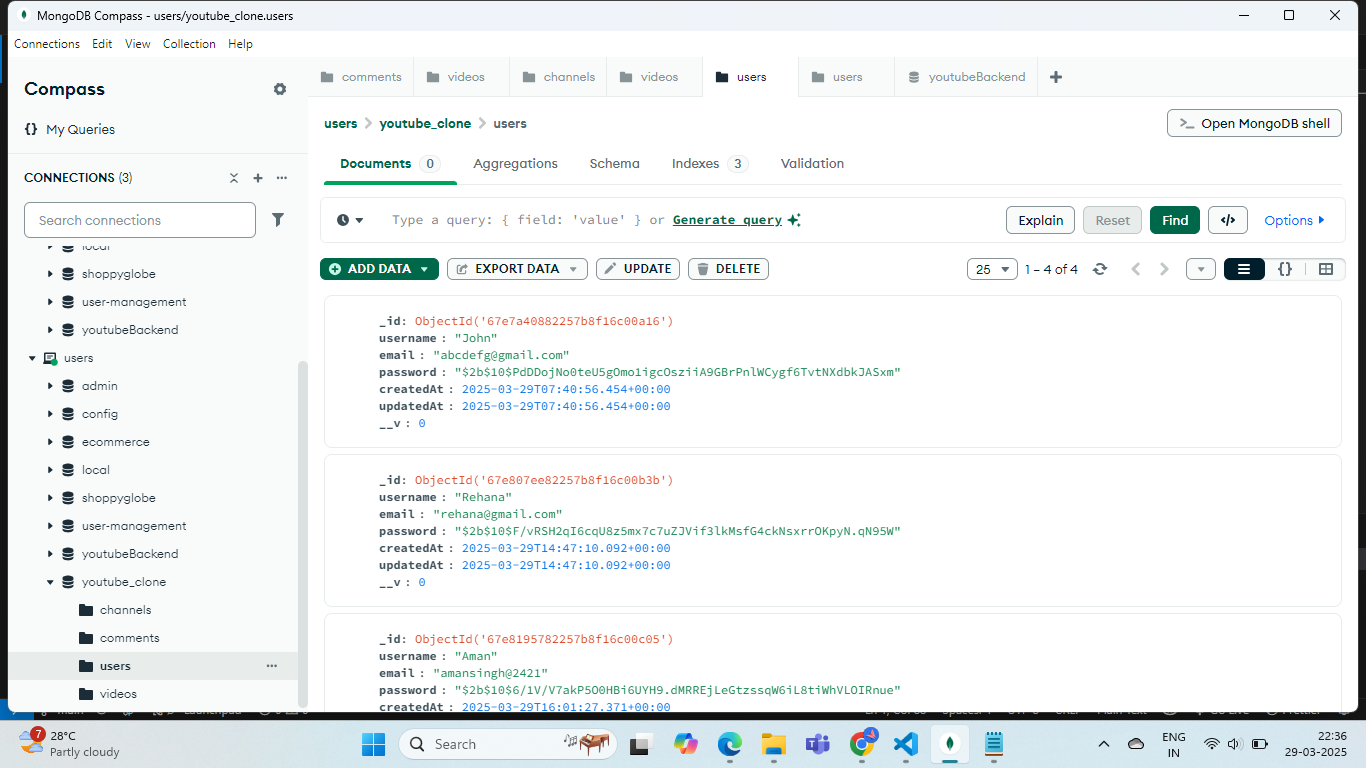 MongoDB Compass - users/youtube_clone.users
Connections Edit View Collection Help
Compass
{} My Queries
CONNECTIONS (3)
Search connections
local
shoppyglobe
user-management
youtubeBackend
users
admin
config
ecommerce
local
shoppyglobe
user-management
youtubeBackend
youtube_clone
channels
comments
users
videos
comments videos channels videos users users youtubeBackend
users > youtube_clone > users
>_ Open MongoDB shell
Documents 0 Aggregations Schema Indexes 3 Validation
Type a query: { field: 'value' } or Generate query
Explain Reset Find </> Options
ADD DATA EXPORT DATA UPDATE DELETE
25 1 – 4 of 4 {}
_id: ObjectId('67e7a40882257b8f16c00a16')
username : "John"
email : "abcdefg@gmail.com"
password : "$2b$10$PdDDojNo0teU5gOmo1igcOsziiA9GBrPnlWCygf6TvtNXdbkJASxm"
createdAt : 2025-03-29T07:40:56.454+00:00
updatedAt : 2025-03-29T07:40:56.454+00:00
__v : 0
_id: ObjectId('67e807ee82257b8f16c00b3b')
username : "Rehana"
email : "rehana@gmail.com"
password : "$2b$10$F/vRSH2qI6cqU8z5mx7c7uZJVif3lkMsfG4ckNsxrrOKpyN.qN95W"
createdAt : 2025-03-29T14:47:10.092+00:00
updatedAt : 2025-03-29T14:47:10.092+00:00
__v : 0
_id: ObjectId('67e8195782257b8f16c00c05')
username : "Aman"
email : "amansingh@2421"
password : "$2b$10$6/1V/V7akP5O0HBi6UYH9.dMRREjLeGtzssqW6iL8tiWhVLOIRnue"
createdAt : 2025-03-29T16:01:27.371+00:00
7
28°C
Partly cloudy
Search
ENG
IN
22:36
29-03-2025